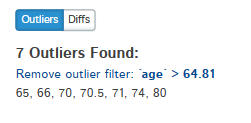 Outliers Diffs
7 Outliers Found:
Remove outlier filter: `age` > 64.81
65, 66, 70, 70.5, 71, 74, 80